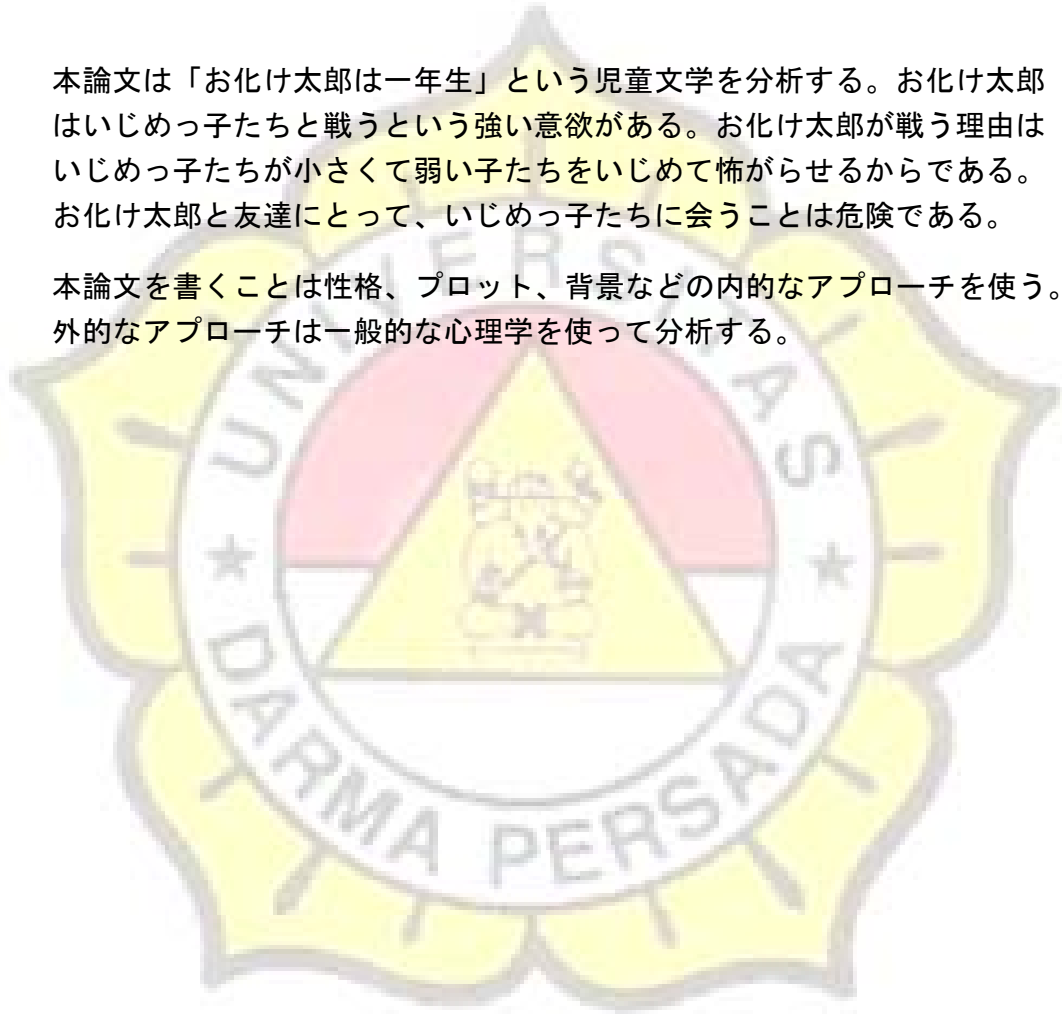 本論文は「お化け太郎は一年生」という児童文学を分析する。お化け太郎
はいじめっ子たちと戦うという強い意欲がある。お化け太郎が戦う理由は
いじめっ子たちが小さくて弱い子たちをいじめて怖がらせるからである。
お化け太郎と友達にとって、いじめっ子たちに会うことは危険である。
本論文を書くことは性格、プロット、背景などの内的なアプローチを使う。
外的なアプローチは一般的な心理学を使って分析する。
UNIVERSITAS
DARMA PERSADA